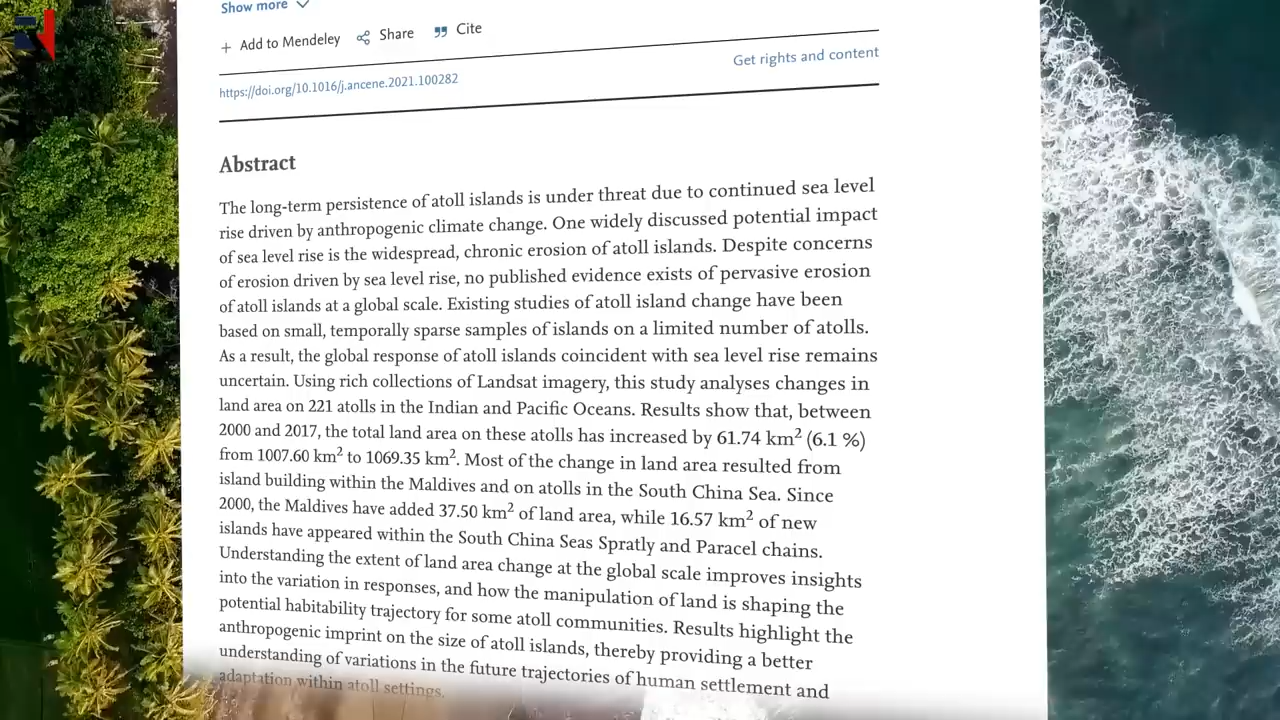 Show more
Add to Mendeley Share Cite
Get rights and content
https://doi.org/10.1016/j.ancene.2021.100282
Abstract
The long-term persistence of atoll islands is under threat due to continued sea level
rise driven by anthropogenic climate change. One widely discussed potential impact
of sea level rise is the widespread, chronic erosion of atoll islands. Despite concerns
of erosion driven by sea level rise, no published evidence exists of pervasive erosion
of atoll islands at a global scale. Existing studies of atoll island change have been
based on small, temporally sparse samples of islands on a limited number of atolls.
As a result, the global response of atoll islands coincident with sea level rise remains
uncertain. Using rich collections of Landsat imagery, this study analyses changes in
land area on 221 atolls in the Indian and Pacific Oceans. Results show that, between
2000 and 2017, the total land area on these atolls has increased by 61.74 km² (6.1 %)
from 1007.60 km² to 1069.35 km². Most of the change in land area resulted from
island building within the Maldives and on atolls in the South China Sea. Since
2000, the Maldives have added 37.50 km² of land area, while 16.57 km² of new
islands have appeared within the South China Seas Spratly and Paracel chains.
Understanding the extent of land area change at the global scale improves insights
into the variation in responses, and how the manipulation of land is shaping the
potential habitability trajectory for some atoll communities. Results highlight the
anthropogenic imprint on the size of atoll islands, thereby providing a better
understanding of variations in the future trajectories of human settlement and
adaptation within atoll settings.